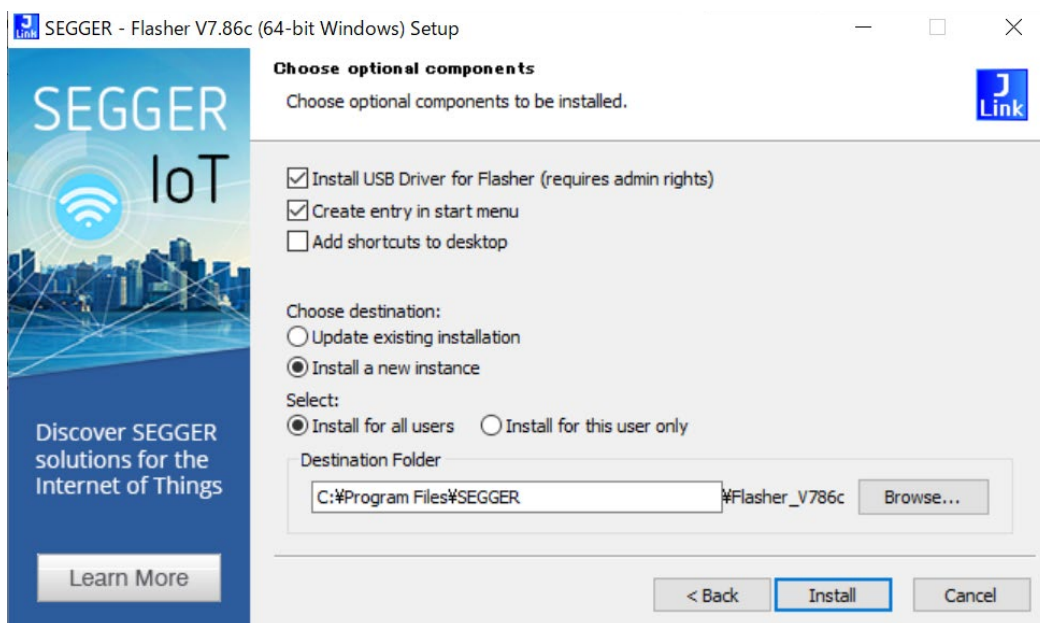 J
Link
SEGGER - Flasher V7.86c (64-bit Windows) Setup
SEGGER
IoT
Discover SEGGER
solutions for the
Internet of Things
Learn More
Choose optional components
Choose optional components to be installed.
J
Link
Install USB Driver for Flasher (requires admin rights)
Create entry in start menu
Add shortcuts to desktop
Choose destination:
Update existing installation
Install a new instance
Select:
Install for all users Install for this user only
Destination Folder
C:¥Program Files¥SEGGER ¥Flasher_V786c Browse...
< Back Install Cancel